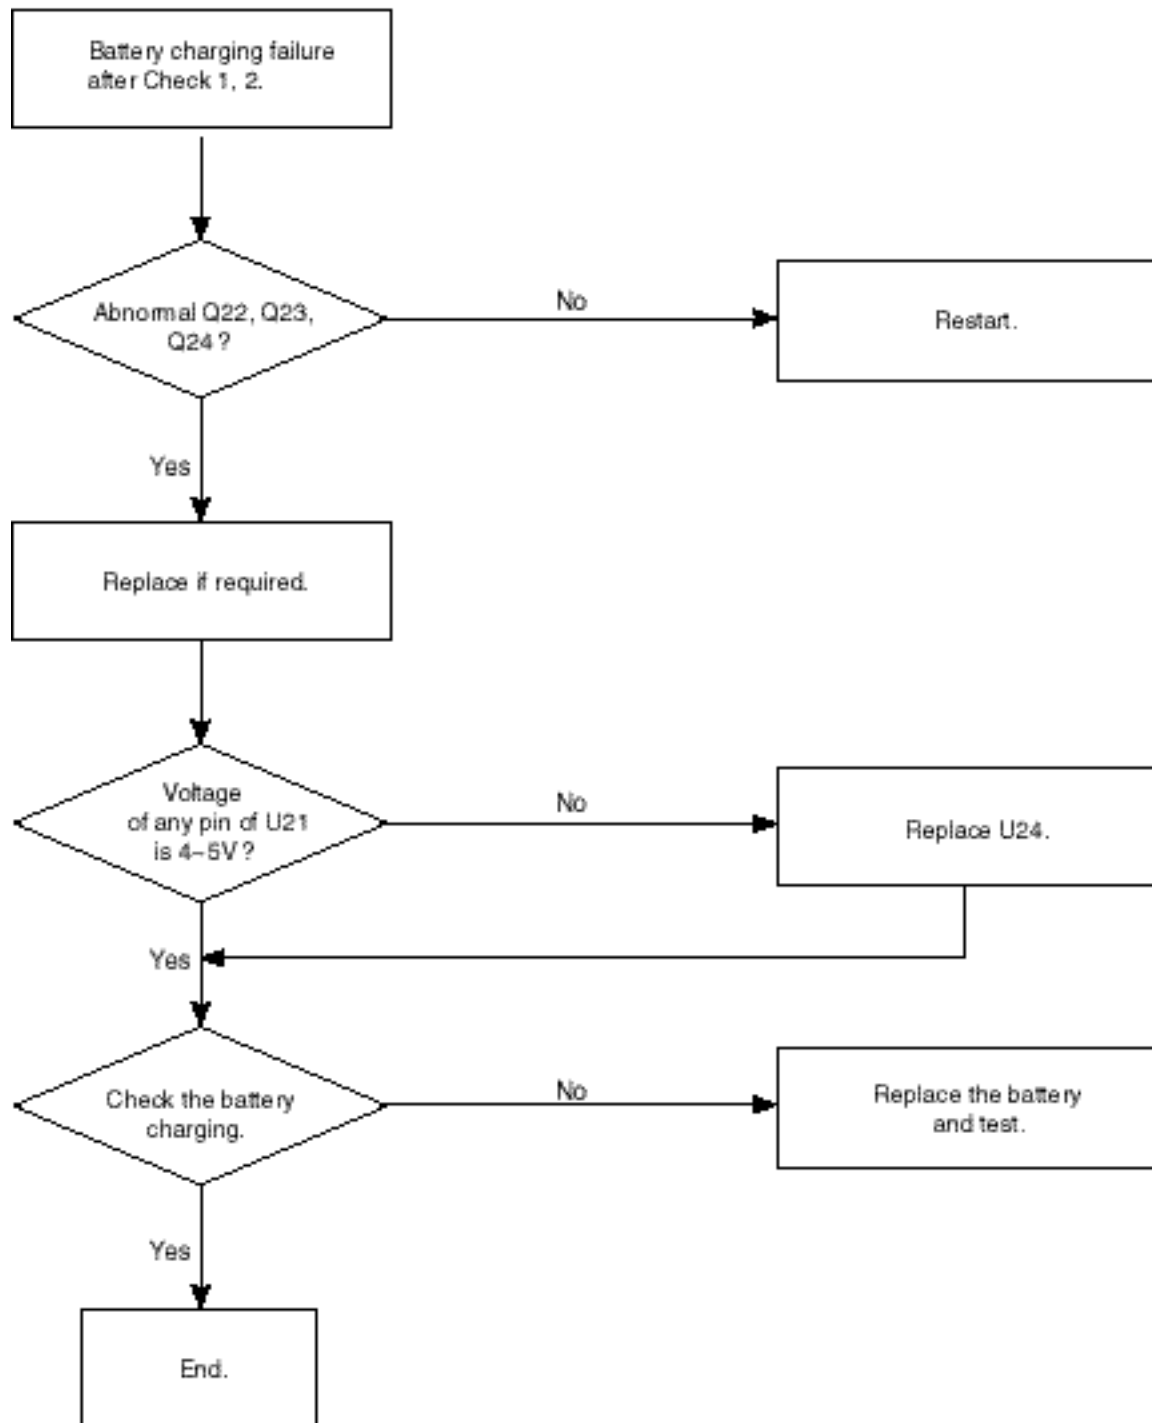 Battery charging failure
after Check 1, 2.
Abnormal Q22, Q23,
Q24?
No
Restart.
Yes
Replace if required.
Voltage
of any pin of U21
is 4~5V?
No
Replace U24.
Yes
Check the battery
charging.
No
Replace the battery
and test.
Yes
End.